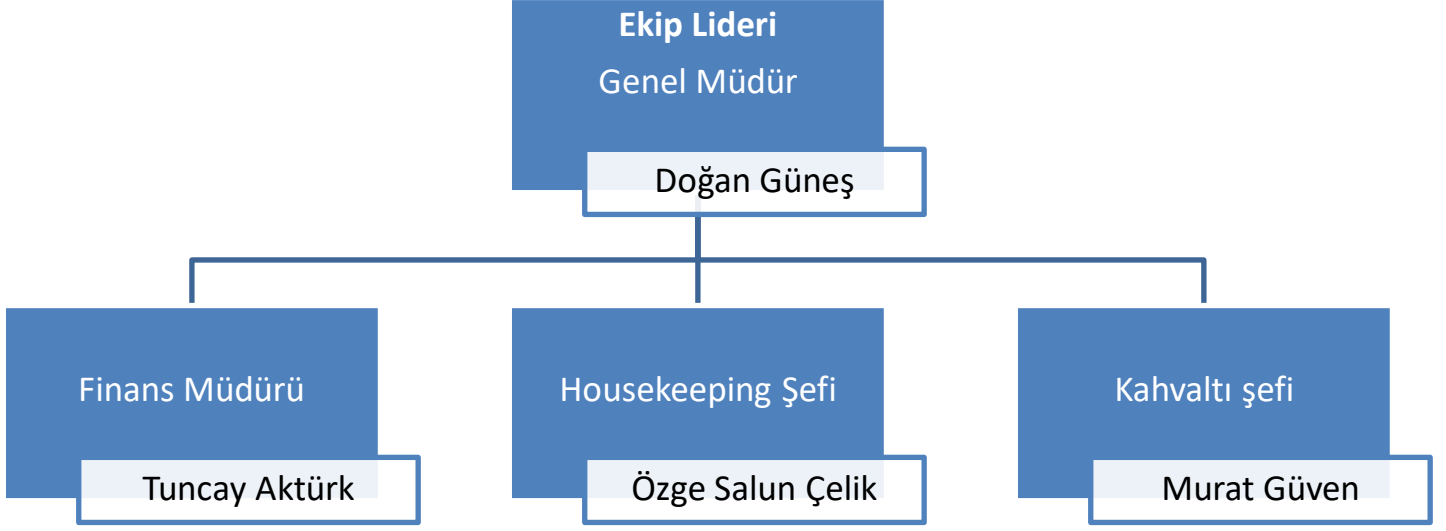 Ekip Lideri
Genel Müdür
Doğan Güneş
Finans Müdürü
Tuncay Aktürk
Housekeeping Şefi
Özge Salun Çelik
Kahvaltı şefi
Murat Güven